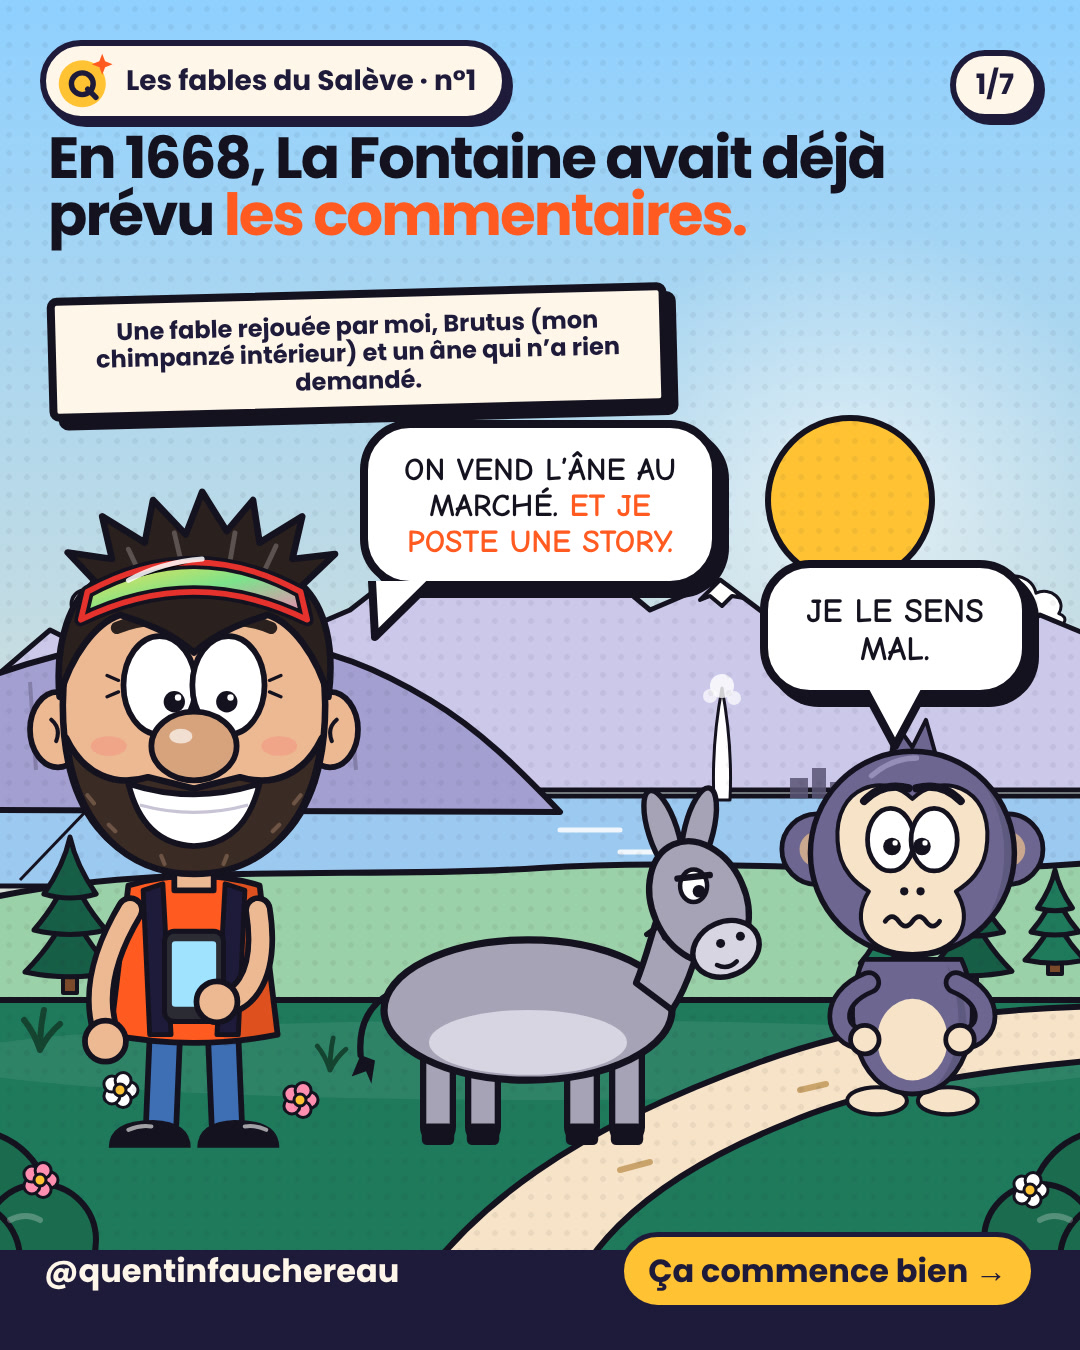 Q
Les fables du Salève · n°1
1/7
En 1668, La Fontaine avait déjà
prévu les commentaires.
Une fable rejouée par moi, Brutus (mon
chimpanzé intérieur) et un âne qui n’a rien
demandé.
ON VEND L’ÂNE AU
MARCHÉ. ET JE
POSTE UNE STORY.
JE LE SENS
MAL.
@quentinfauchereau
Ça commence bien →